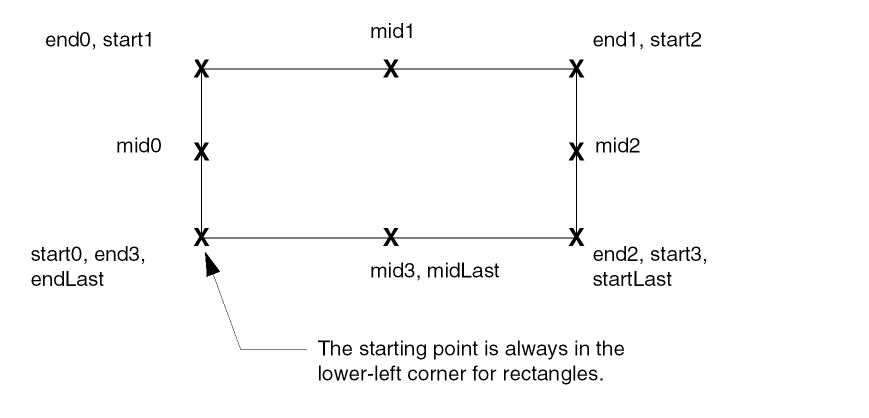 mid1
end0, start1
end1, start2
mid0
mid2
start0, end3,
endLast
mid3, midLast
end2, start3,
startLast
The starting point is always in the
lower-left corner for rectangles.